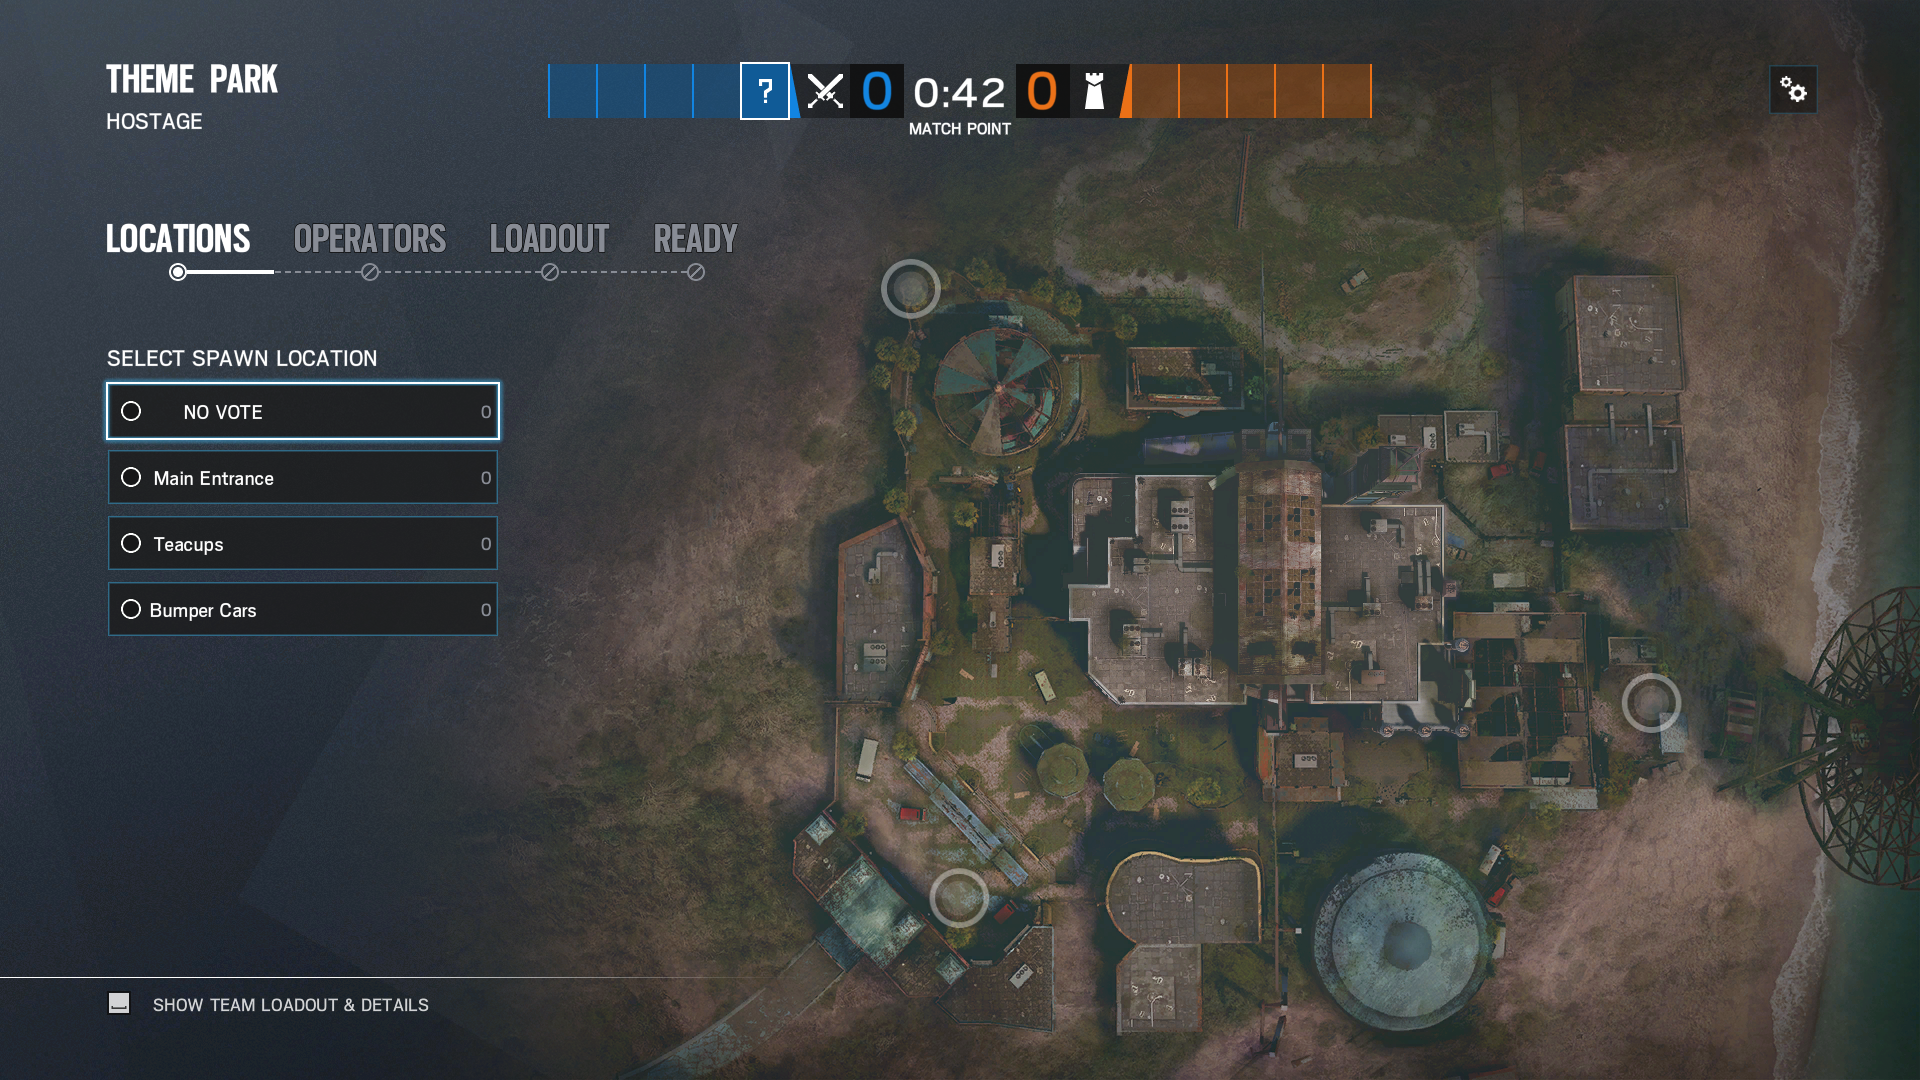 THEME PARK
HOSTAGE
?
0
0:42
0
MATCH POINT
LOCATIONS
OPERATORS
LOADOUT
READY
SELECT SPAWN LOCATION
NO VOTE 0
Main Entrance 0
Teacups 0
Bumper Cars 0
SHOW TEAM LOADOUT & DETAILS